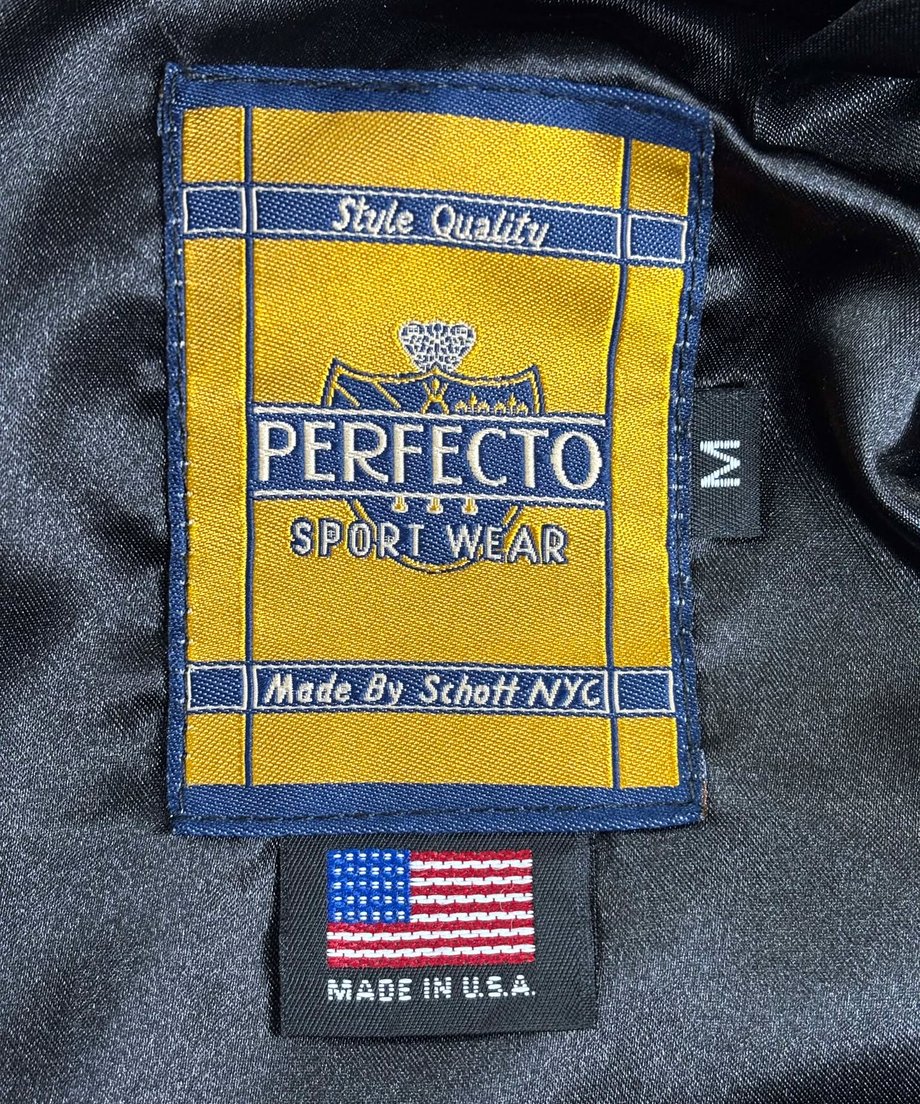 Style Quality
PERFECTO
SPORT WEAR
M
Made By Schott NYC
MADE IN U.S.A.